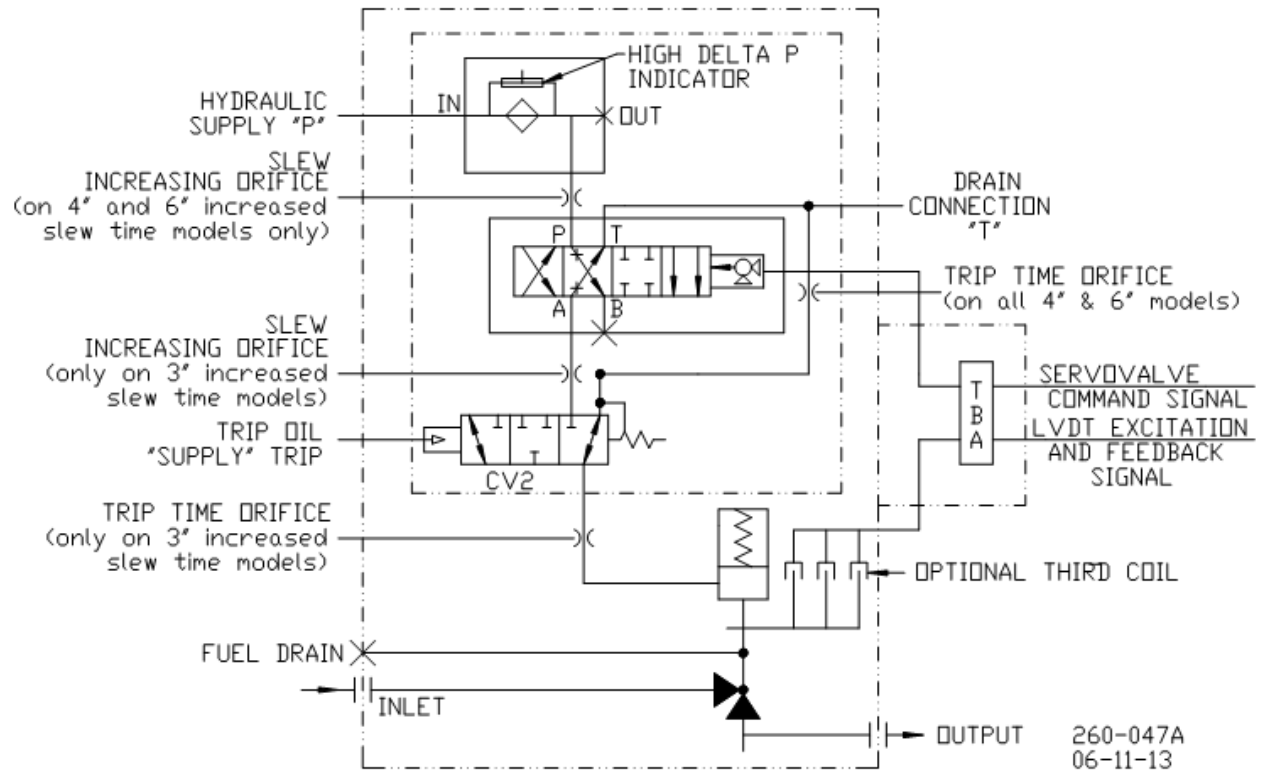 HIGH DELTA P
INDICATOR
HYDRAULIC
SUPPLY "P"
IN
OUT
SLEW
INCREASING ORIFICE
(on 4" and 6" increased
slew time models only)
DRAIN
CONNECTION
"T"
P
T
A
B
TRIP TIME ORIFICE
(on all 4" & 6" models)
SLEW
INCREASING ORIFICE
(only on 3" increased
slew time models)
T
B
A
SERVOVALVE
COMMAND SIGNAL
LVDT EXCITATION
AND FEEDBACK
SIGNAL
TRIP OIL
"SUPPLY" TRIP
CV2
TRIP TIME ORIFICE
(only on 3" increased
slew time models)
OPTIONAL THIRD COIL
FUEL DRAIN
INLET
OUTPUT
260-047A
06-11-13